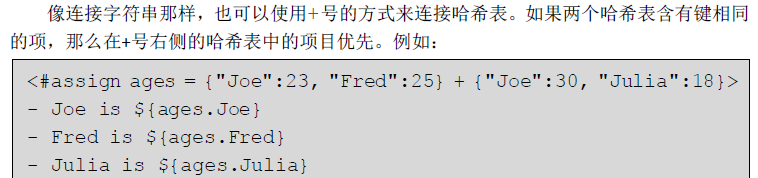 像连接字符串那样，也可以使用+号的方式来连接哈希表。如果两个哈希表含有键相同
的项，那么在+号右侧的哈希表中的项目优先。例如：
<#assign ages = {"Joe":23, "Fred":25} + {"Joe":30, "Julia":18}>
- Joe is ${ages.Joe}
- Fred is ${ages.Fred}
- Julia is ${ages.Julia}